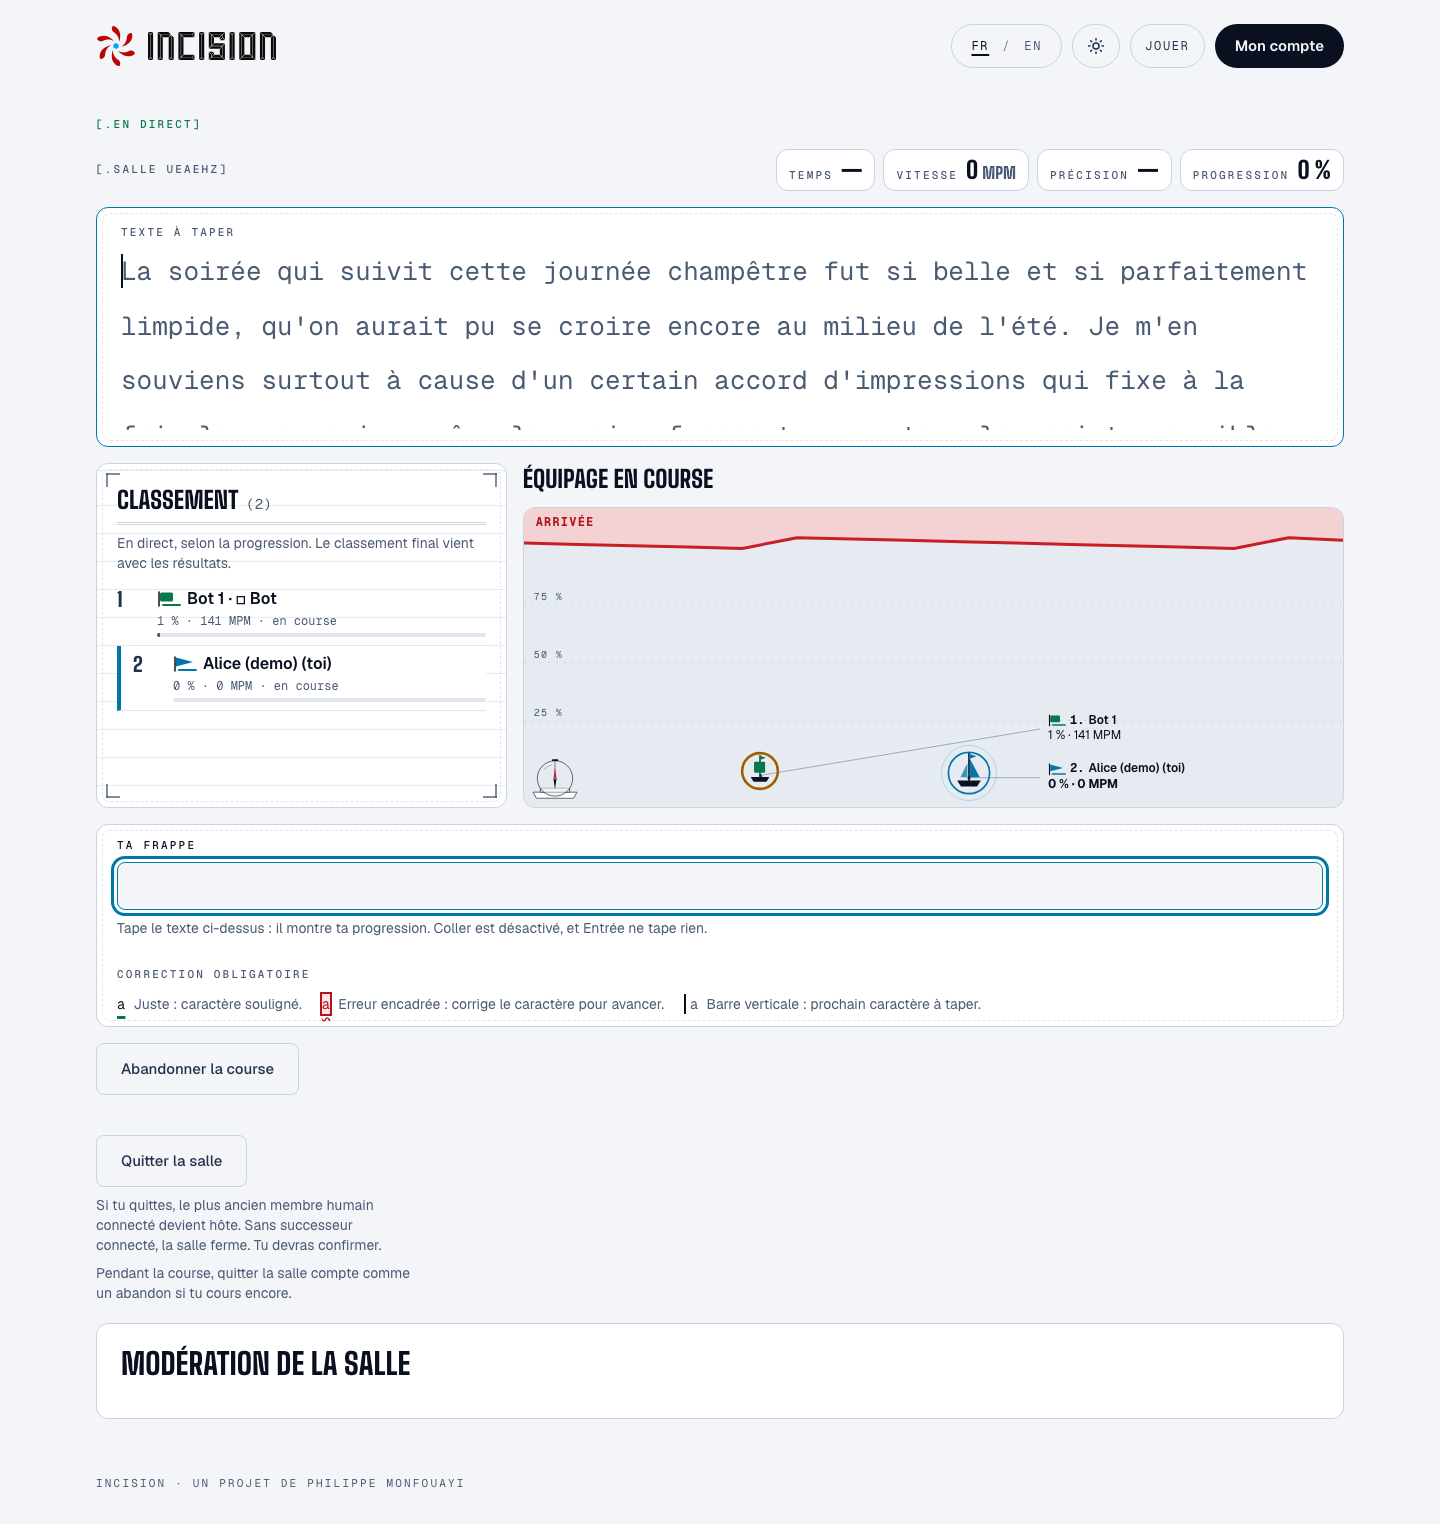 INCISION
FR / EN
JOUER
Mon compte
[.EN DIRECT]
[.SALLE UEAEHZ]
TEMPS —
VITESSE 0 MPM
PRÉCISION —
PROGRESSION 0 %
TEXTE À TAPER
La soirée qui suivit cette journée champêtre fut si belle et si parfaitement
limpide, qu'on aurait pu se croire encore au milieu de l'été. Je m'en
souviens surtout à cause d'un certain accord d'impressions qui fixe à la
CLASSEMENT (2)
En direct, selon la progression. Le classement final vient
avec les résultats.
1 Bot 1 · Bot
1 % · 141 MPM · en course
2 Alice (demo) (toi)
0 % · 0 MPM · en course
ÉQUIPAGE EN COURSE
ARRIVÉE
75 %
50 %
25 %
1. Bot 1
1 % · 141 MPM
2. Alice (demo) (toi)
0 % · 0 MPM
TA FRAPPE
Tape le texte ci-dessus : il montre ta progression. Coller est désactivé, et Entrée ne tape rien.
CORRECTION OBLIGATOIRE
a Juste : caractère souligné. a Erreur encadrée : corrige le caractère pour avancer. a Barre verticale : prochain caractère à taper.
Abandonner la course
Quitter la salle
Si tu quittes, le plus ancien membre humain
connecté devient hôte. Sans successeur
connecté, la salle ferme. Tu devras confirmer.
Pendant la course, quitter la salle compte comme
un abandon si tu cours encore.
MODÉRATION DE LA SALLE
INCISION · UN PROJET DE PHILIPPE MONFOUAYI